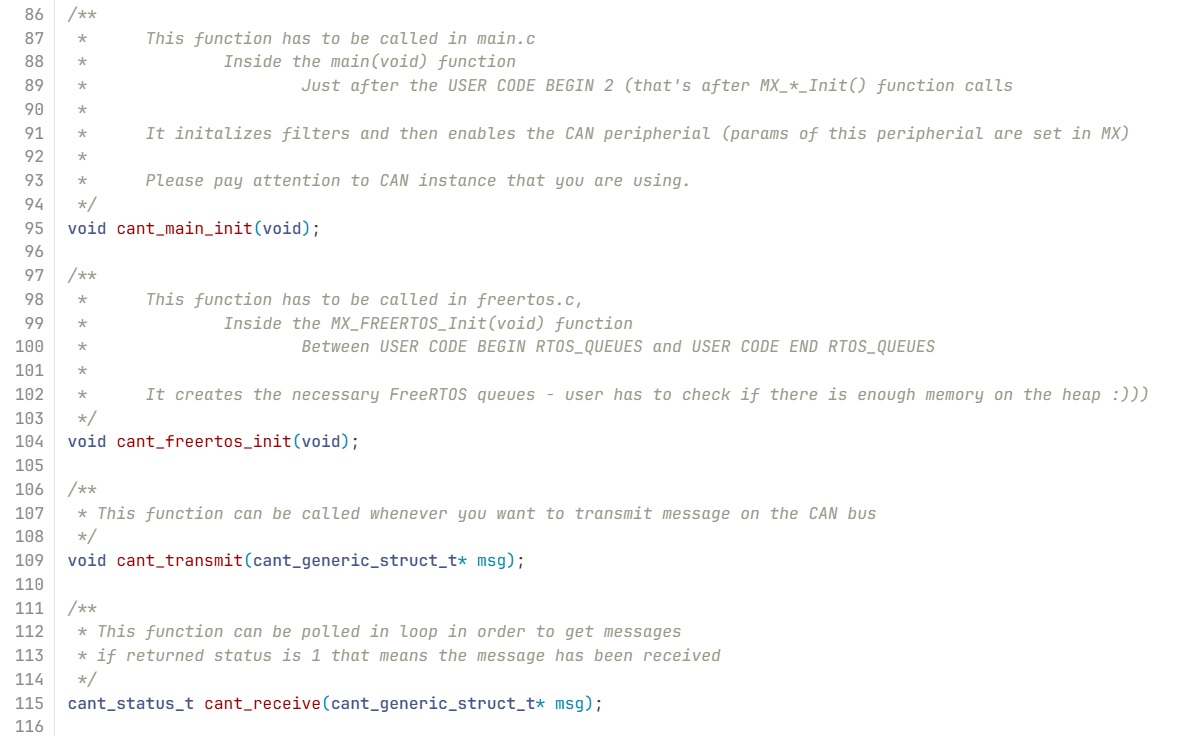 86 /**
87  *      This function has to be called in main.c
88  *              Inside the main(void) function
89  *                      Just after the USER CODE BEGIN 2 (that's after MX_*_Init() function calls
90  *
91  *      It initalizes filters and then enables the CAN peripherial (params of this peripherial are set in MX)
92  *
93  *      Please pay attention to CAN instance that you are using.
94  */
95 void cant_main_init(void);
96
97 /**
98  *      This function has to be called in freertos.c,
99  *              Inside the MX_FREERTOS_Init(void) function
100  *                      Between USER CODE BEGIN RTOS_QUEUES and USER CODE END RTOS_QUEUES
101  *
102  *      It creates the necessary FreeRTOS queues - user has to check if there is enough memory on the heap :)))
103  */
104 void cant_freertos_init(void);
105
106 /**
107  * This function can be called whenever you want to transmit message on the CAN bus
108  */
109 void cant_transmit(cant_generic_struct_t* msg);
110
111 /**
112  * This function can be polled in loop in order to get messages
113  * if returned status is 1 that means the message has been received
114  */
115 cant_status_t cant_receive(cant_generic_struct_t* msg);
116